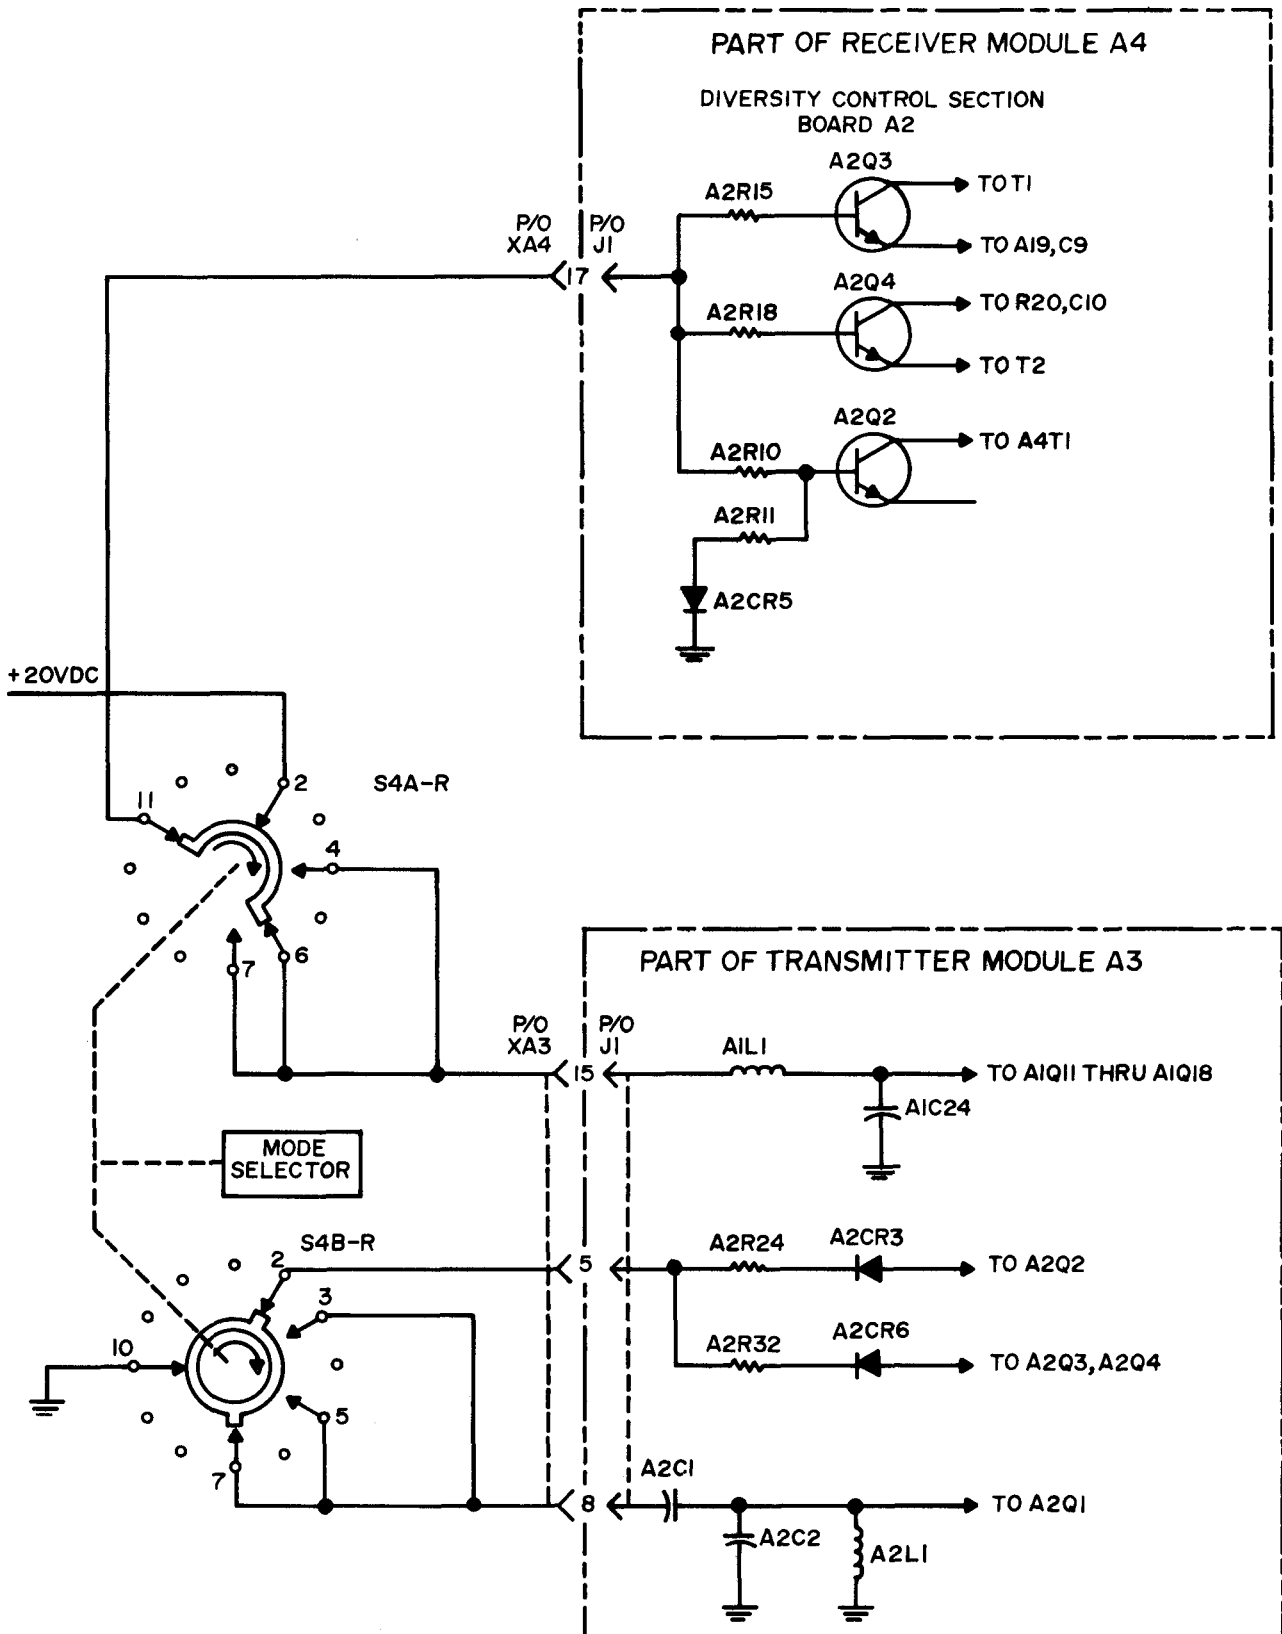 PART OF RECEIVER MODULE A4
DIVERSITY CONTROL SECTION
BOARD A2
A2Q3
A2R15
TO T1
P/O
XA4
P/O
J1
TO A19, C9
17
A2Q4
A2R18
TO R20, C10
TO T2
A2Q2
A2R10
TO A4T1
A2R11
A2CR5
+20VDC
2
S4A-R
11
4
6
7
PART OF TRANSMITTER MODULE A3
P/O
XA3
P/O
J1
A1L1
15
TO A1Q11 THRU A1Q18
A1C24
MODE
SELECTOR
S4B-R
2
5
A2R24
A2CR3
TO A2Q2
3
10
A2R32
A2CR6
TO A2Q3, A2Q4
5
7
A2C1
8
TO A2Q1
A2C2
A2L1